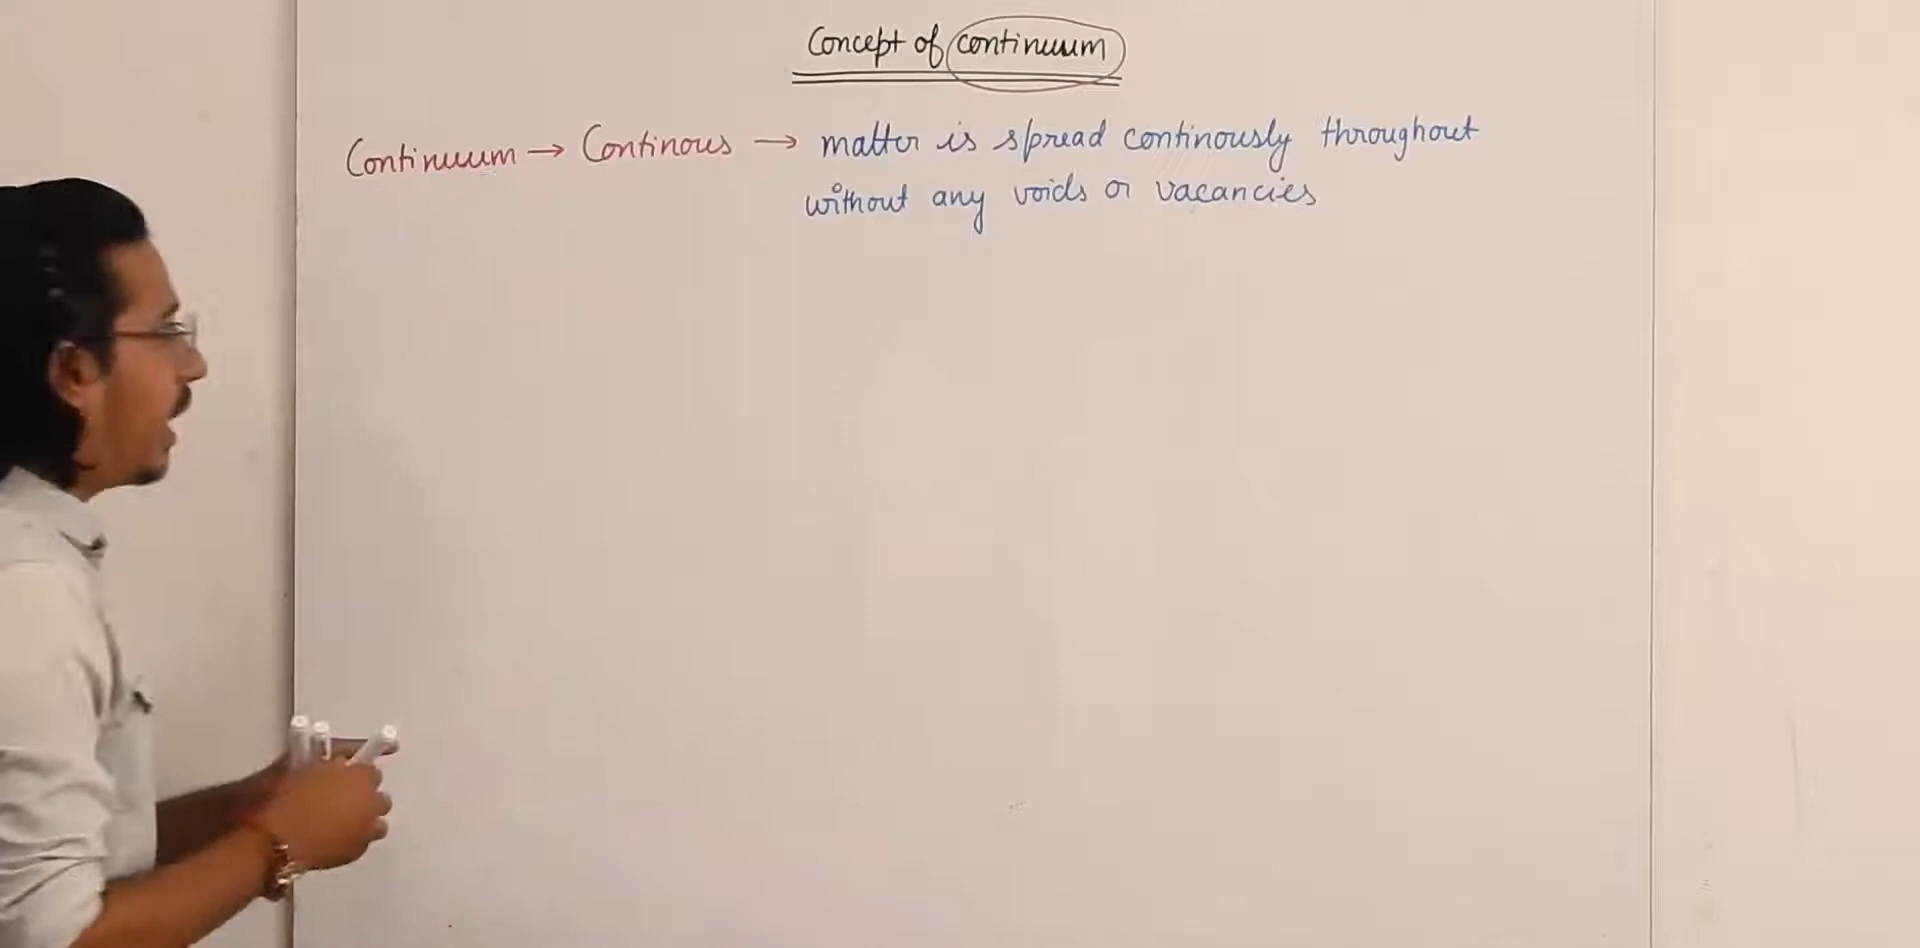 Concept of continuum
Continuum → Continous → matter is spread continously throughout
without any voids or vacancies